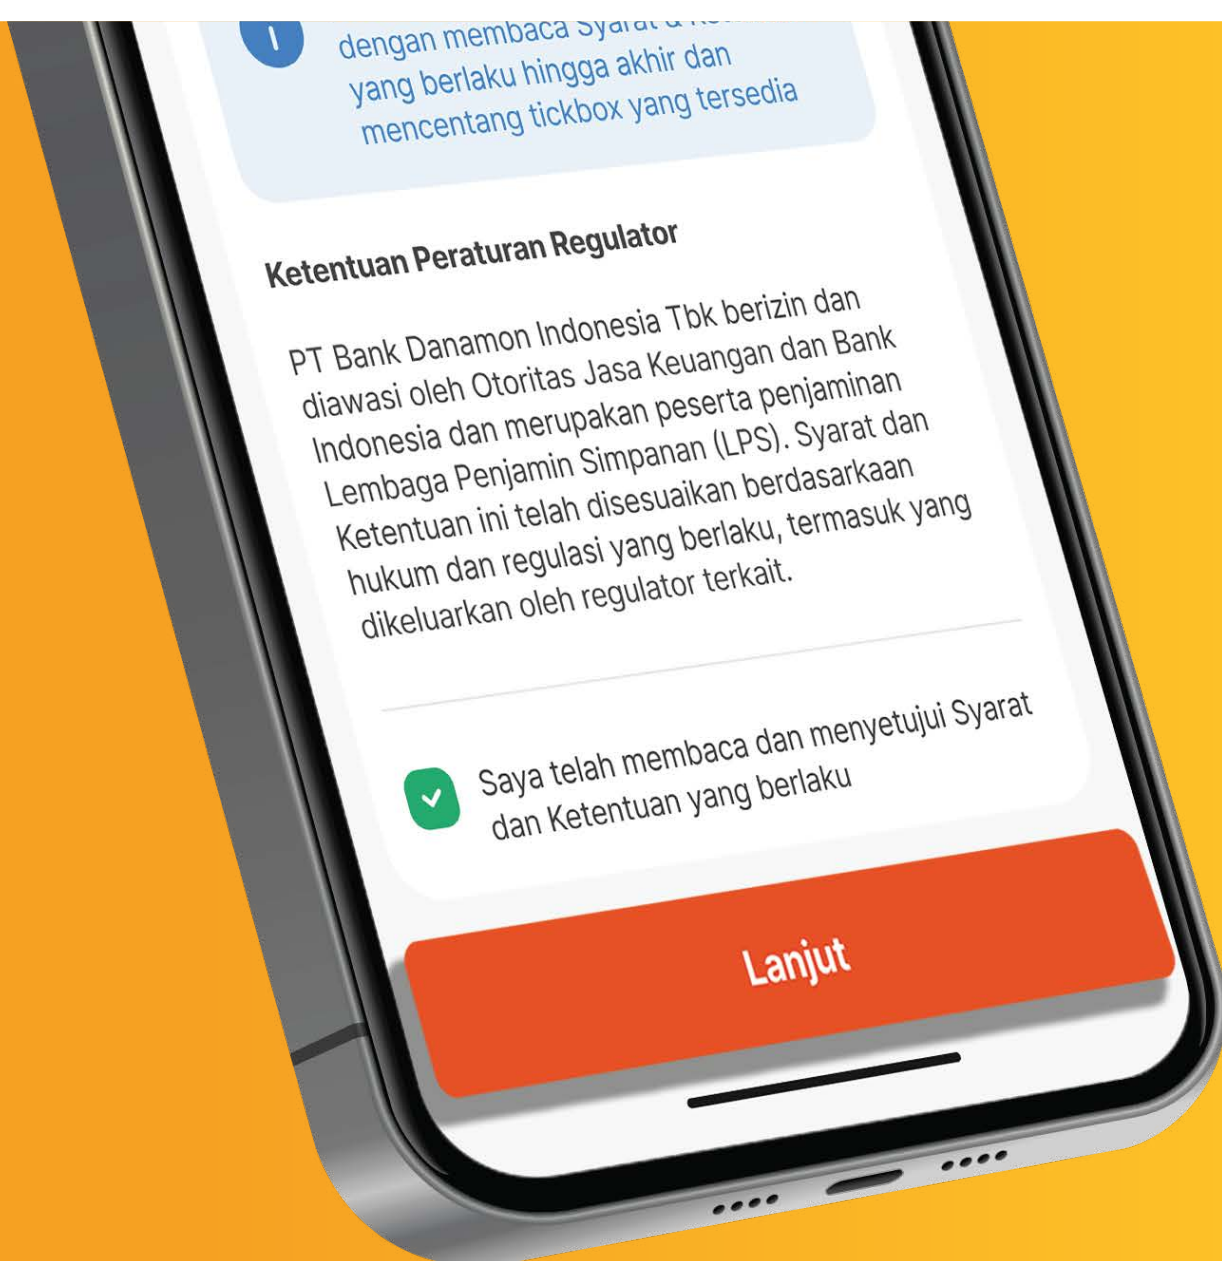 dengan membaca Syarat &
yang berlaku hingga akhir dan
mencentang tickbox yang tersedia
Ketentuan Peraturan Regulator
PT Bank Danamon Indonesia Tbk berizin dan
diawasi oleh Otoritas Jasa Keuangan dan Bank
Indonesia dan merupakan peserta penjaminan
Lembaga Penjamin Simpanan (LPS). Syarat dan
Ketentuan ini telah disesuaikan berdasarkaan
hukum dan regulasi yang berlaku, termasuk yang
dikeluarkan oleh regulator terkait.
Saya telah membaca dan menyetujui Syarat
dan Ketentuan yang berlaku
Lanjut